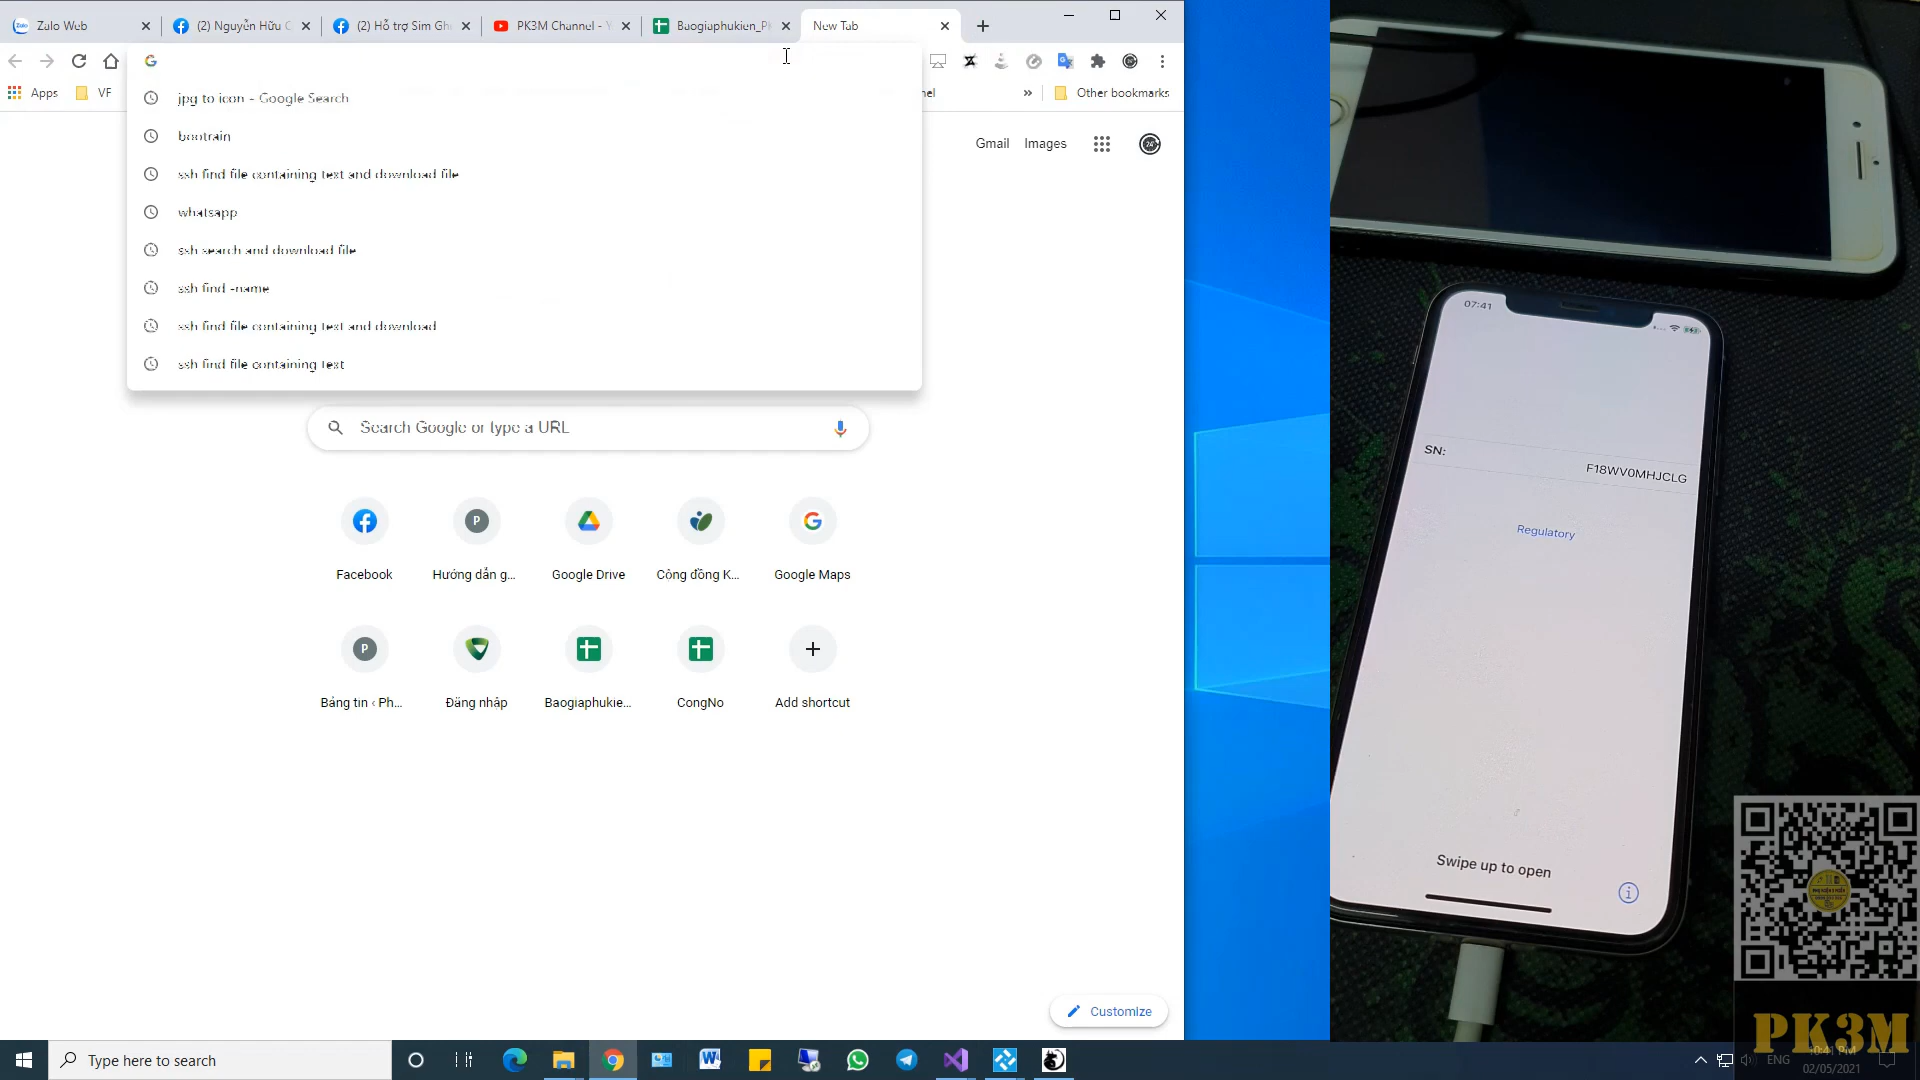 Zalo Web
(2) Nguyễn Hữu C
(2) Hỗ trợ Sim Gh
PK3M Channel - Y
Baogiaphukien_P
New Tab
Apps
VF
nel
»
Other bookmarks
jpg to icon - Google Search
bootrain
ssh find file containing text and download file
whatsapp
ssh search and download file
ssh find -name
ssh find file containing text and download
ssh find file containing text
Gmail
Images
Search Google or type a URL
Facebook
Hướng dẫn g...
Google Drive
Công đồng K...
Google Maps
Bảng tin ‹ Ph...
Đăng nhập
Baogiaphukie...
CongNo
Add shortcut
Customize
Type here to search
ENG
10:41 PM
02/05/2021
07:41
SN:
F18WV0MHJCLG
Regulatory
Swipe up to open
PK3M